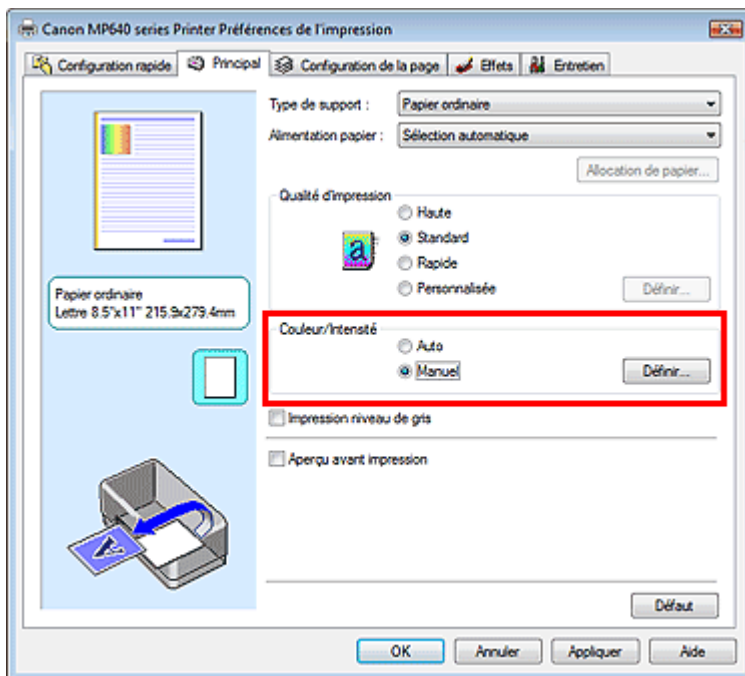 Canon MP640 series Printer Préférences de l'impression
Configuration rapide Principal Configuration de la page Effets Entretien
Type de support : Papier ordinaire
Alimentation papier : Sélection automatique
Allocation de papier...
Qualité d'impression
Haute
a
Standard
Rapide
Personnalisée Définir...
Papier ordinaire
Lettre 8.5"x11" 215.9x279.4mm
Couleur/Intensité
Auto
Manuel Définir...
Impression niveau de gris
Aperçu avant impression
A
Défaut
OK Annuler Appliquer Aide